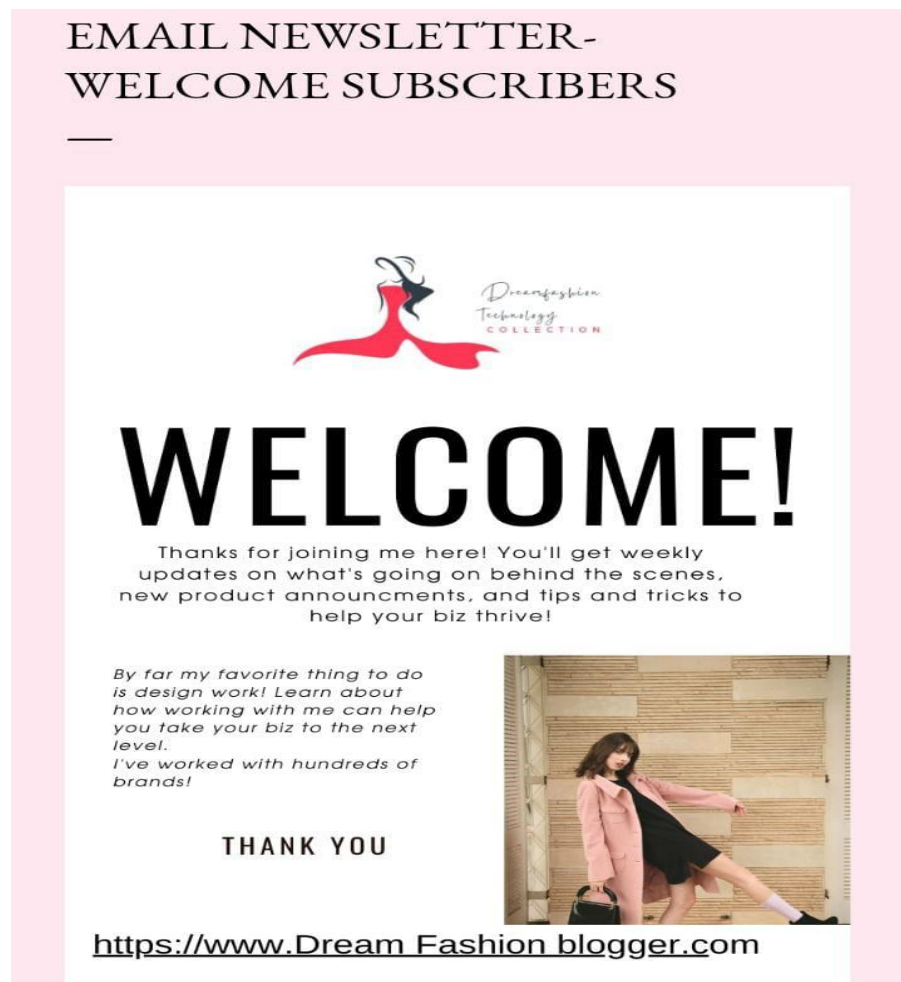 EMAIL NEWSLETTER-
WELCOME SUBSCRIBERS
Dreamfashion
Technology
COLLECTION
WELCOME!
Thanks for joining me here! You'll get weekly
updates on what's going on behind the scenes,
new product announcments, and tips and tricks to
help your biz thrive!
By far my favorite thing to do
is design work! Learn about
how working with me can help
you take your biz to the next
level.
I've worked with hundreds of
brands!
THANK YOU
https://www.Dream Fashion blogger.com